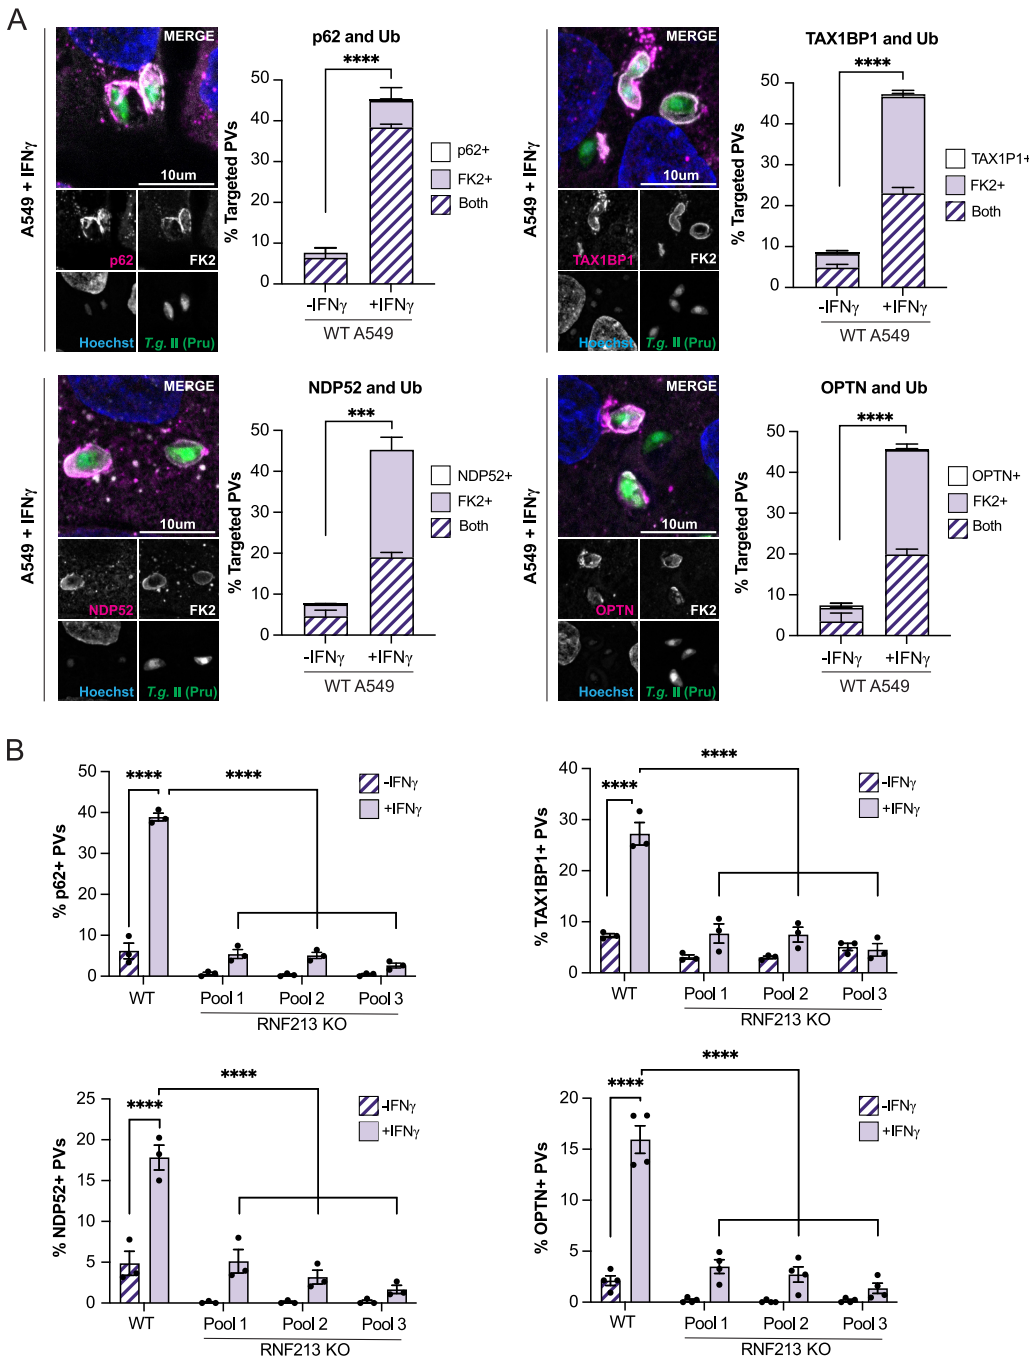 A
A549 + IFNγ
MERGE
10um
p62
FK2
Hoechst
T.g. II (Pru)
p62 and Ub
****
% Targeted PVs
50
40
30
20
10
0
-IFNγ
+IFNγ
WT A549
p62+
FK2+
Both
A549 + IFNγ
MERGE
10um
TAX1BP1
FK2
Hoechst
T.g. II (Pru)
TAX1BP1 and Ub
****
% Targeted PVs
50
40
30
20
10
0
-IFNγ
+IFNγ
WT A549
TAX1P1+
FK2+
Both
A549 + IFNγ
MERGE
10um
NDP52
FK2
Hoechst
T.g. II (Pru)
NDP52 and Ub
***
% Targeted PVs
50
40
30
20
10
0
-IFNγ
+IFNγ
WT A549
NDP52+
FK2+
Both
A549 + IFNγ
MERGE
10um
OPTN
FK2
Hoechst
T.g. II (Pru)
OPTN and Ub
****
% Targeted PVs
50
40
30
20
10
0
-IFNγ
+IFNγ
WT A549
OPTN+
FK2+
Both
B
% p62+ PVs
50
40
30
20
10
0
****
****
-IFNγ
+IFNγ
WT
Pool 1
Pool 2
Pool 3
RNF213 KO
% TAX1BP1+ PVs
40
30
20
10
0
****
****
-IFNγ
+IFNγ
WT
Pool 1
Pool 2
Pool 3
RNF213 KO
% NDP52+ PVs
25
20
15
10
5
0
****
****
-IFNγ
+IFNγ
WT
Pool 1
Pool 2
Pool 3
RNF213 KO
% OPTN+ PVs
20
15
10
5
0
****
****
-IFNγ
+IFNγ
WT
Pool 1
Pool 2
Pool 3
RNF213 KO